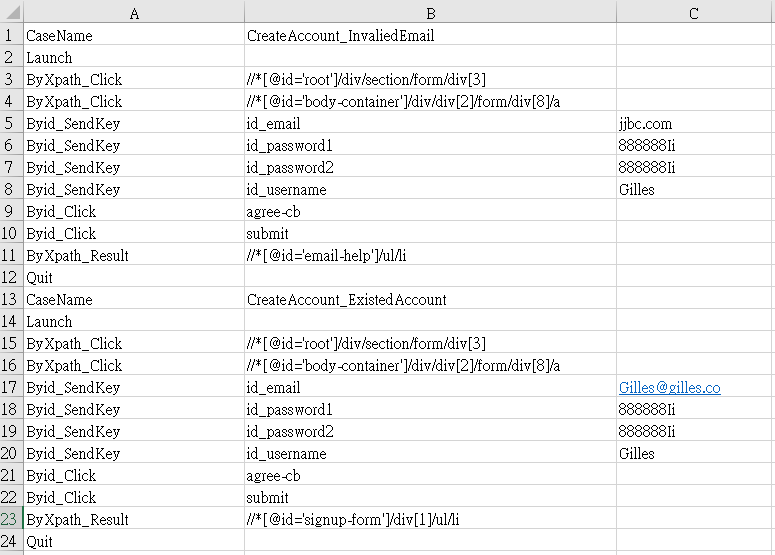 A B C
1 CaseName CreateAccount_InvaliedEmail
2 Launch
3 ByXpath_Click //*[@id='root']/div/section/form/div[3]
4 ByXpath_Click //*[@id='body-container']/div/div[2]/form/div[8]/a
5 Byid_SendKey id_email jjbc.com
6 Byid_SendKey id_password1 888888Ii
7 Byid_SendKey id_password2 888888Ii
8 Byid_SendKey id_username Gilles
9 Byid_Click agree-cb
10 Byid_Click submit
11 ByXpath_Result //*[@id='email-help']/ul/li
12 Quit
13 CaseName CreateAccount_ExistedAccount
14 Launch
15 ByXpath_Click //*[@id='root']/div/section/form/div[3]
16 ByXpath_Click //*[@id='body-container']/div/div[2]/form/div[8]/a
17 Byid_SendKey id_email Gilles@gilles.co
18 Byid_SendKey id_password1 888888Ii
19 Byid_SendKey id_password2 888888Ii
20 Byid_SendKey id_username Gilles
21 Byid_Click agree-cb
22 Byid_Click submit
23 ByXpath_Result //*[@id='signup-form']/div[1]/ul/li
24 Quit